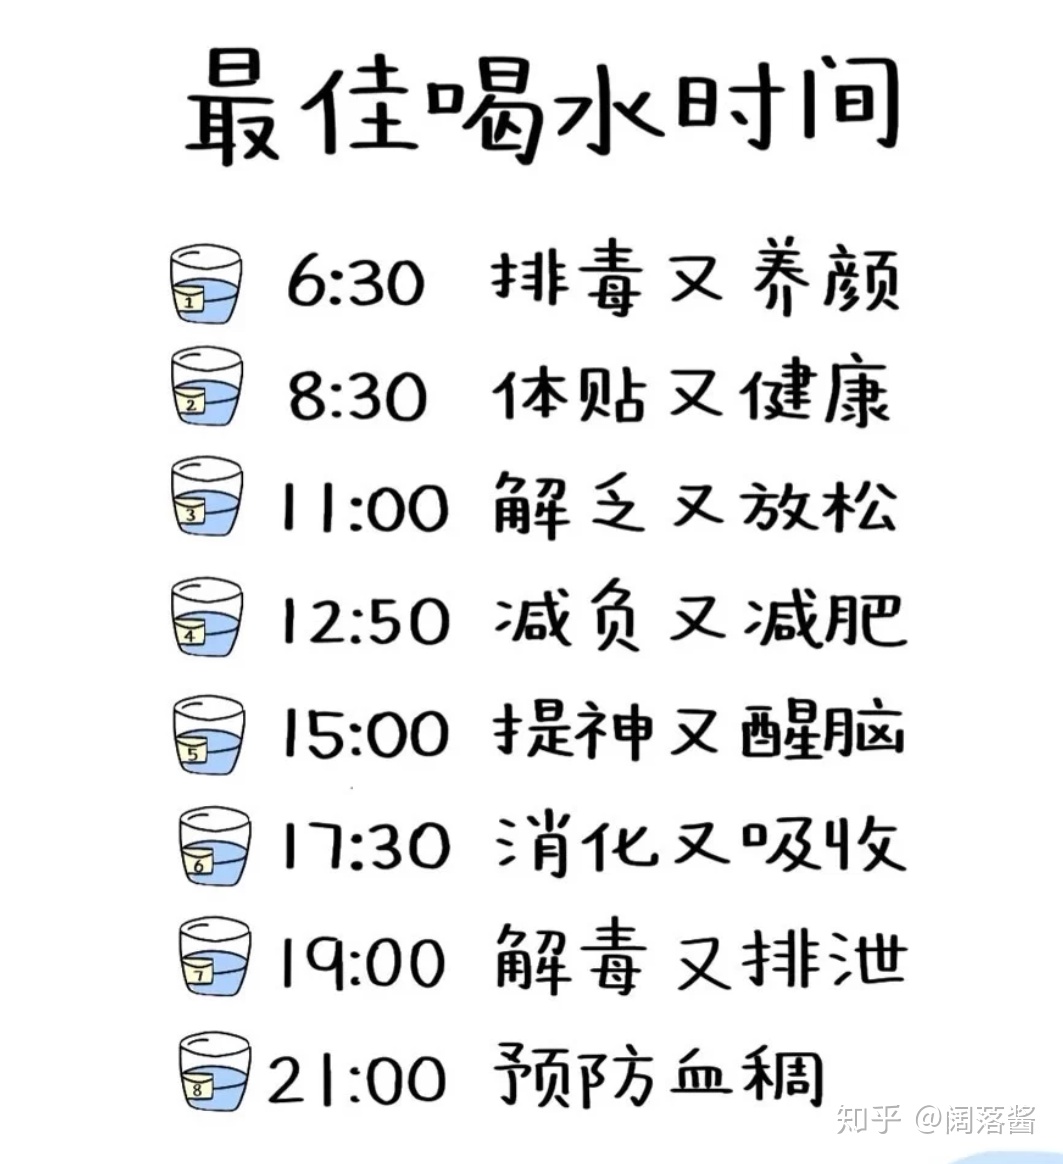 最佳喝水时间
1 6:30 排毒又养颜
2 8:30 体贴又健康
3 11:00 解乏又放松
4 12:50 减负又减肥
5 15:00 提神又醒脑
6 17:30 消化又吸收
7 19:00 解毒又排泄
8 21:00 预防血稠
知乎 @阔落酱